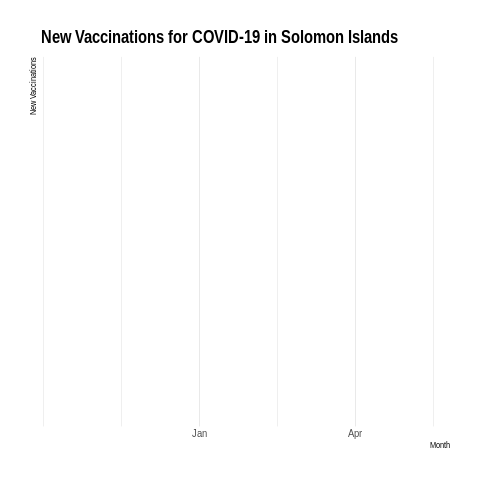 New Vaccinations for COVID-19 in Solomon Islands
New Vaccinations
Jan
Apr
Month